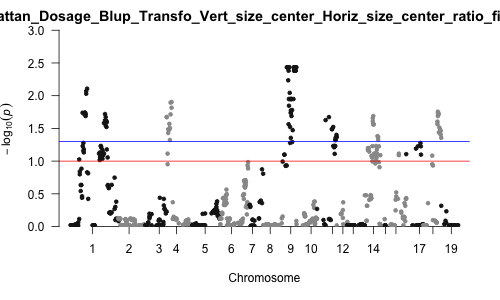 attan_Dosage_Blup_Transfo_Vert_size_center_Horiz_size_center_ratio_fi
3.0
2.5
2.0
1.5
1.0
0.5
0.0
− log10(p)
1 2 3 4 5 6 7 8 9 10 12 14 17 19
Chromosome